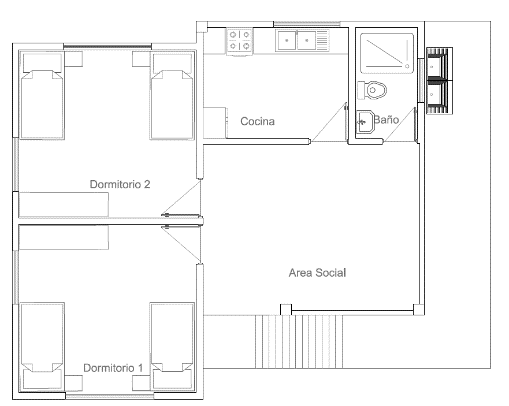 Cocina
Baño
Dormitorio 2
Area Social
Dormitorio 1